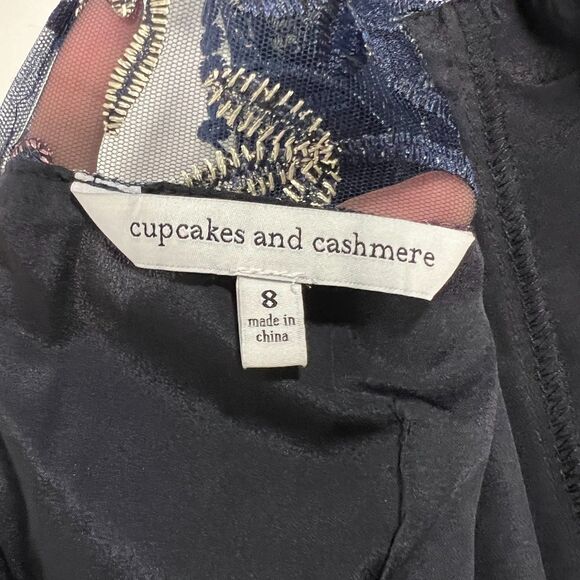 cupcakes and cashmere
8
made in
china